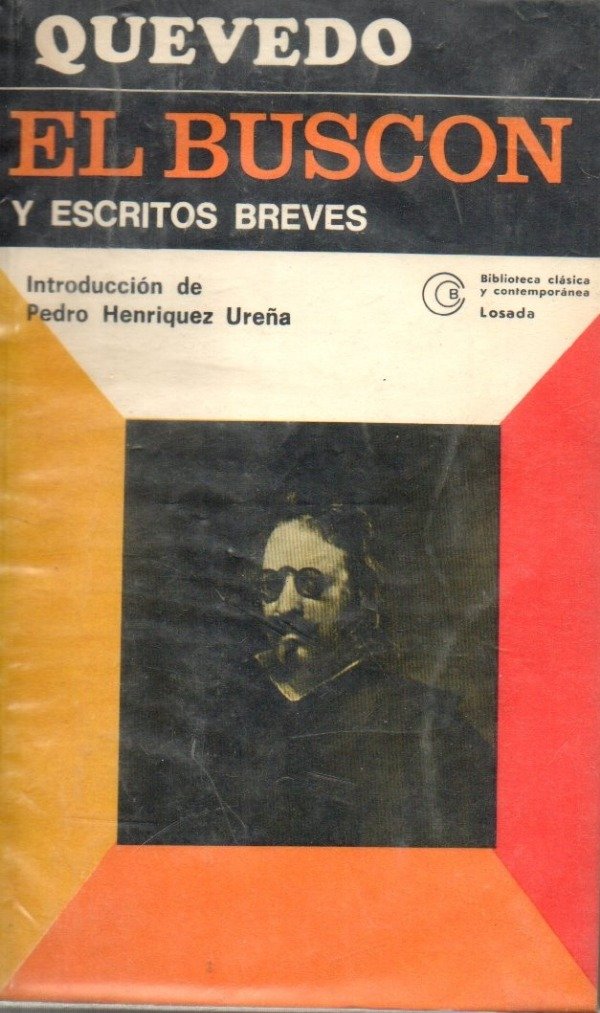 QUEVEDO
EL BUSCON
Y ESCRITOS BREVES
Introducción de
Pedro Henriquez Ureña
B
Biblioteca clásica
y contemporánea
Losada